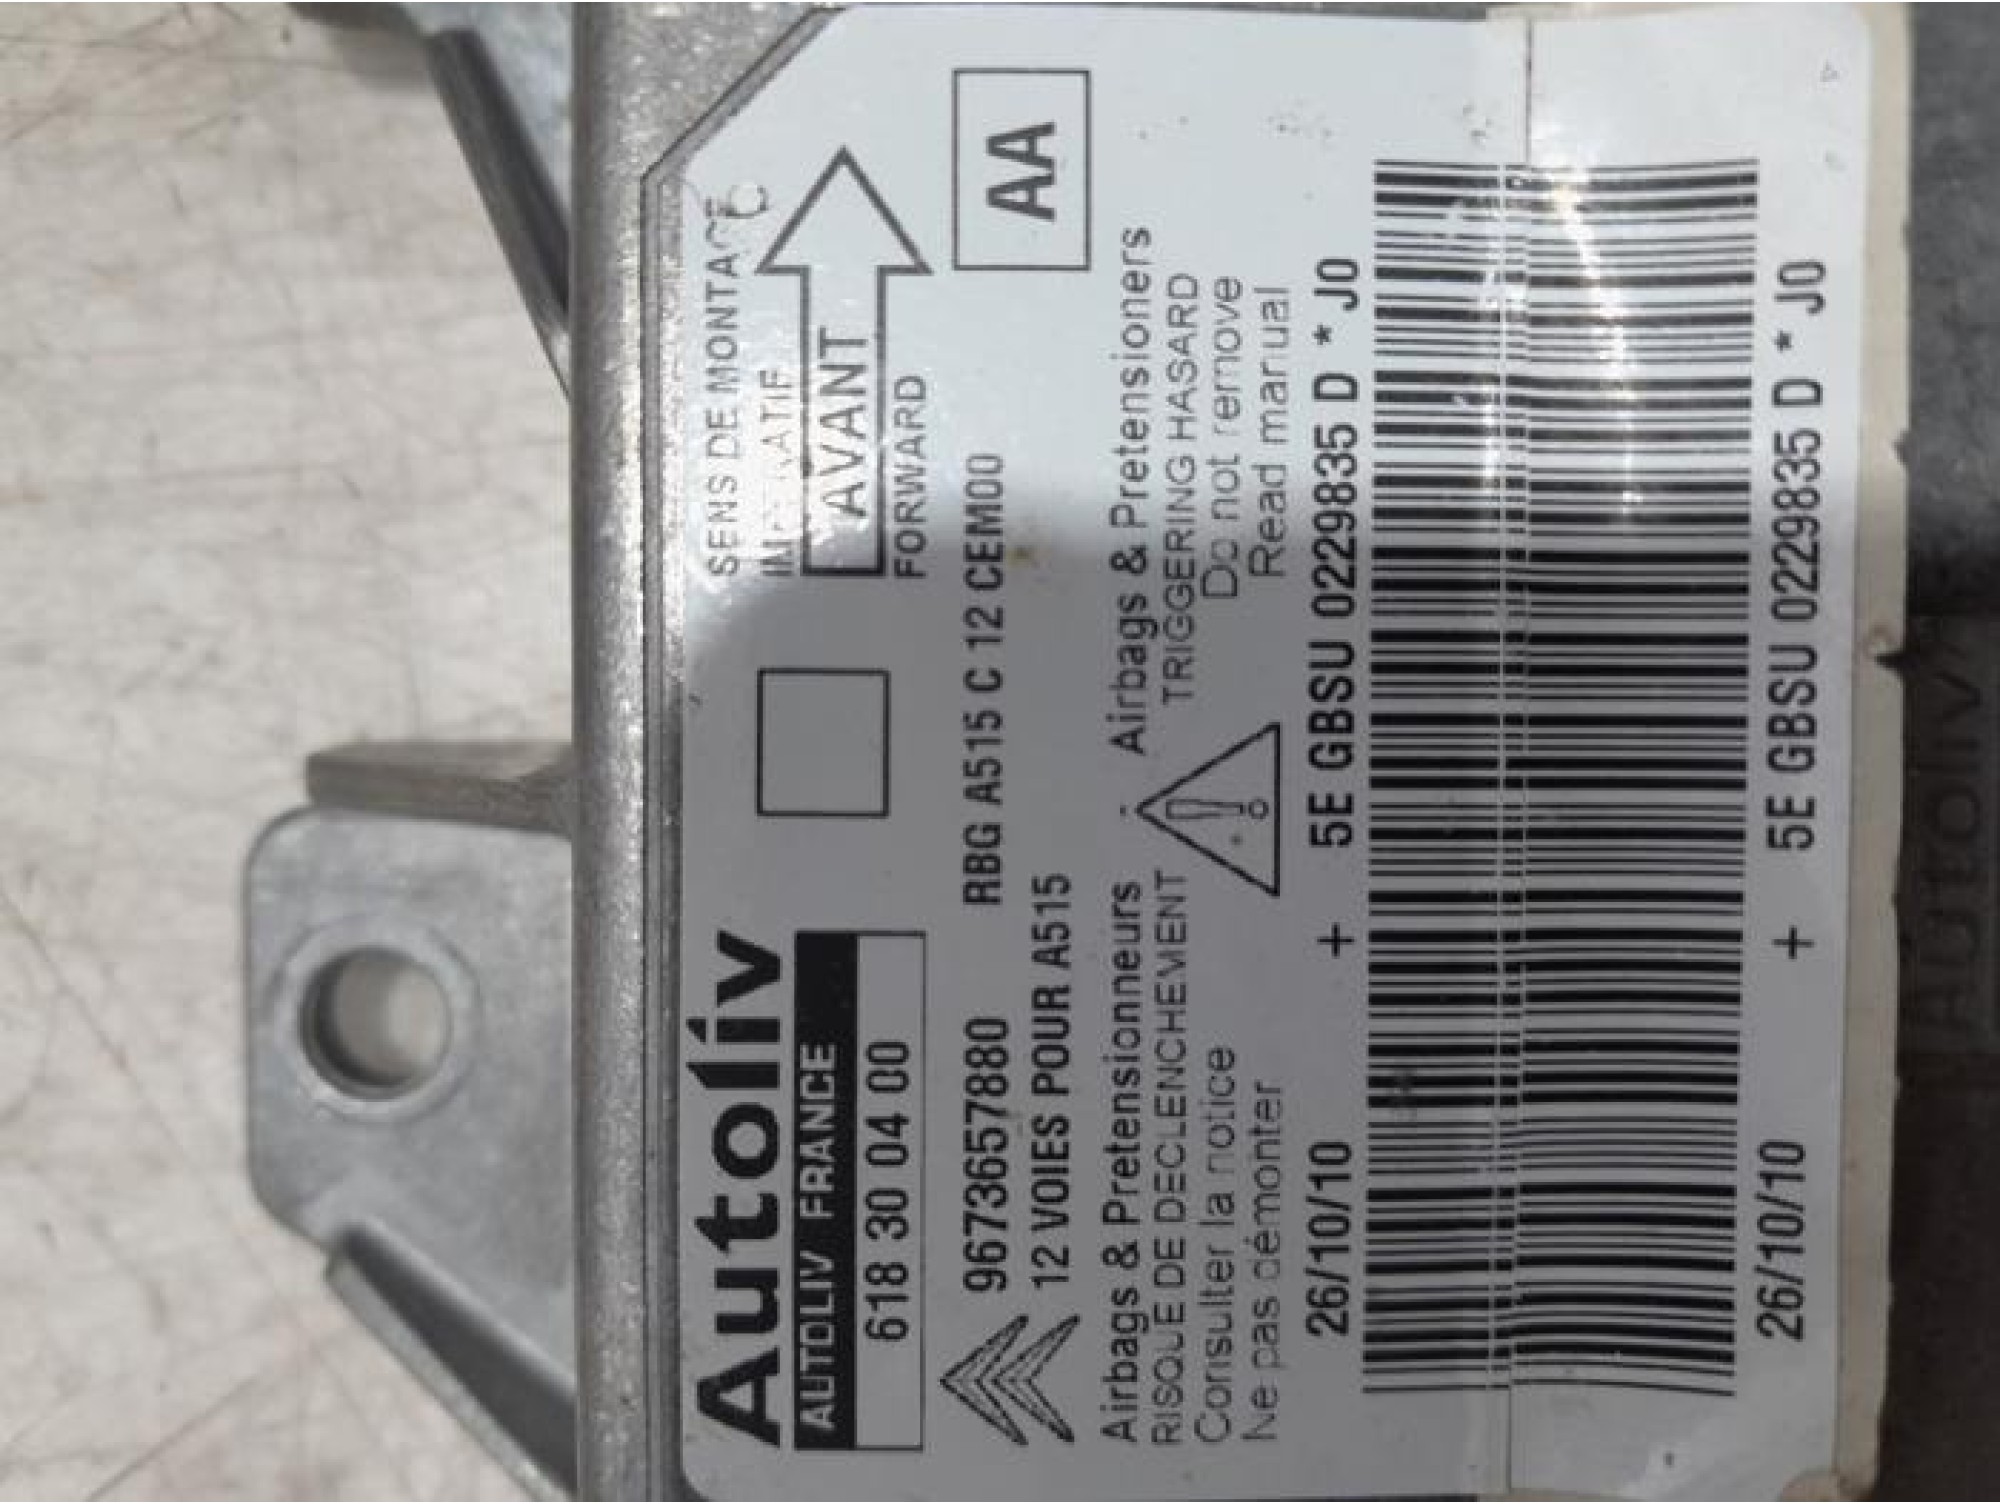 Autoliv
AUTOLIV FRANCE
618 30 04 00
SENS DE MONTAGE
AVANT
FORWARD
AA
9673657880 RBG A515 C 12 CEM00
12 VOIES POUR A515
Airbags & Pretensionneurs
RISQUE DE DECLENCHEMENT
Consulter la notice
Ne pas démonter
Airbags & Pretensioners
TRIGGERING HASARD
Do not remove
Read manual
26/10/10 + 5E GBSU 0229835 D * J0
26/10/10 + 5E GBSU 0229835 D * J0
Autoliv